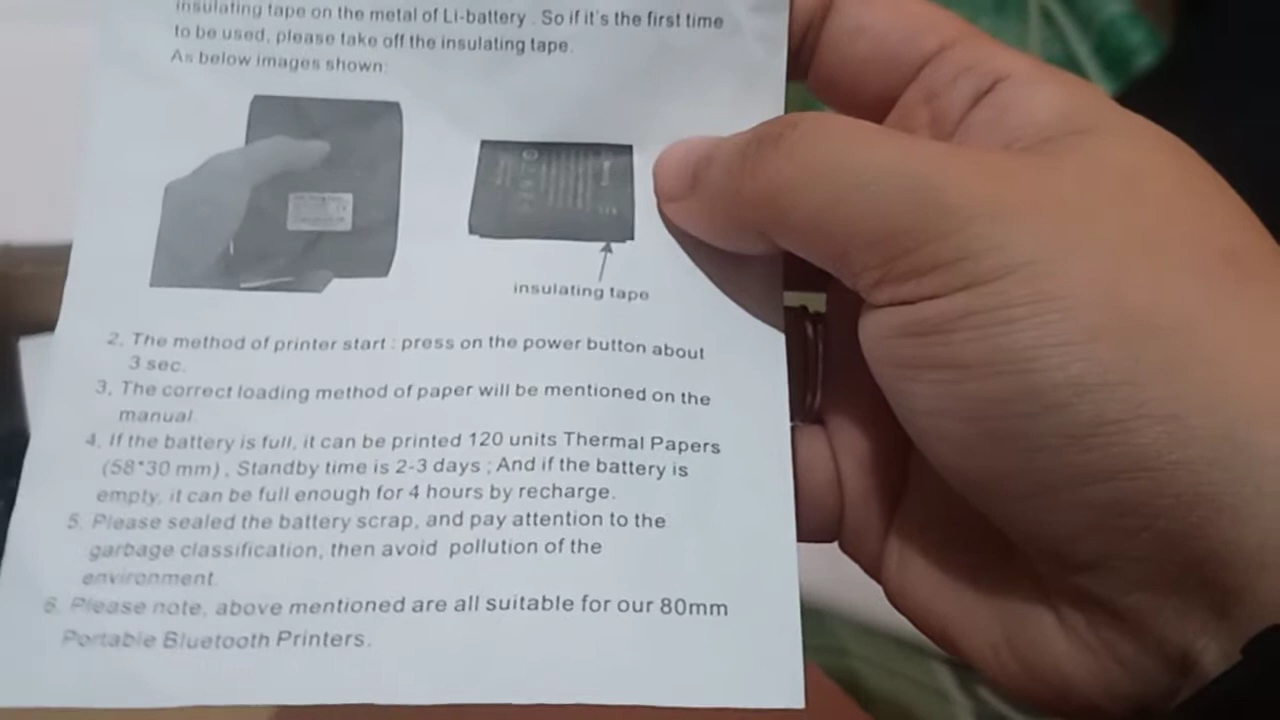 insulating tape on the metal of Li-battery . So if it's the first time
to be used, please take off the insulating tape.
As below images shown:
insulating tape
2. The method of printer start : press on the power button about
3 sec.
3. The correct loading method of paper will be mentioned on the
manual.
4. If the battery is full, it can be printed 120 units Thermal Papers
(58*30 mm) , Standby time is 2-3 days ; And if the battery is
empty, it can be full enough for 4 hours by recharge.
5. Please sealed the battery scrap, and pay attention to the
garbage classification, then avoid pollution of the
environment.
6. Please note, above mentioned are all suitable for our 80mm
Portable Bluetooth Printers.